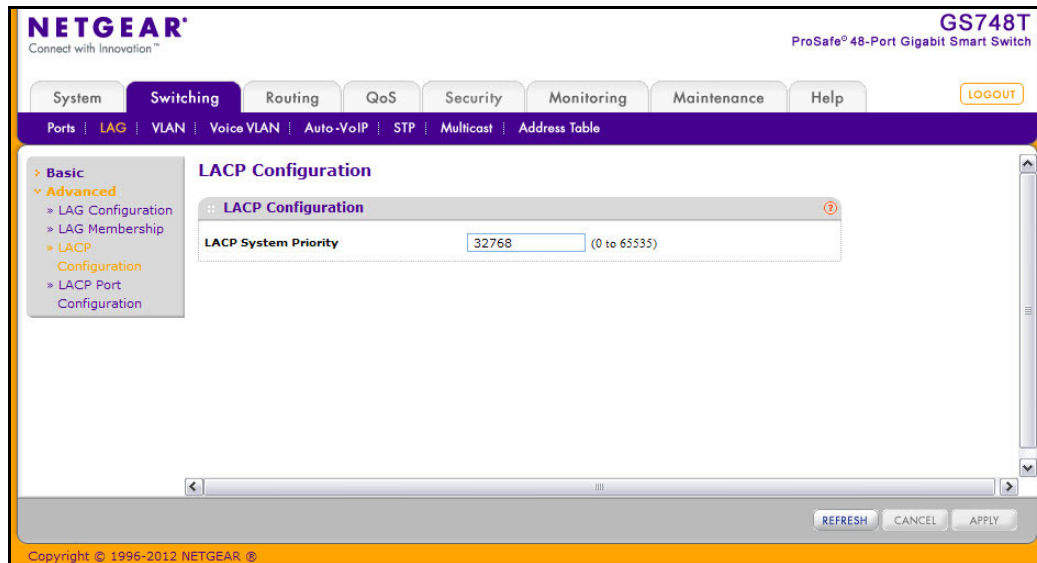 NETGEAR®
Connect with Innovation™
GS748T
ProSafe® 48-Port Gigabit Smart Switch
System Switching Routing QoS Security Monitoring Maintenance Help LOGOUT
Ports LAG VLAN Voice VLAN Auto-VoIP STP Multicast Address Table
Basic
Advanced
» LAG Configuration
» LAG Membership
» LACP
Configuration
» LACP Port
Configuration
LACP Configuration
LACP Configuration ?
LACP System Priority 32768 (0 to 65535)
REFRESH CANCEL APPLY
Copyright © 1996-2012 NETGEAR ®